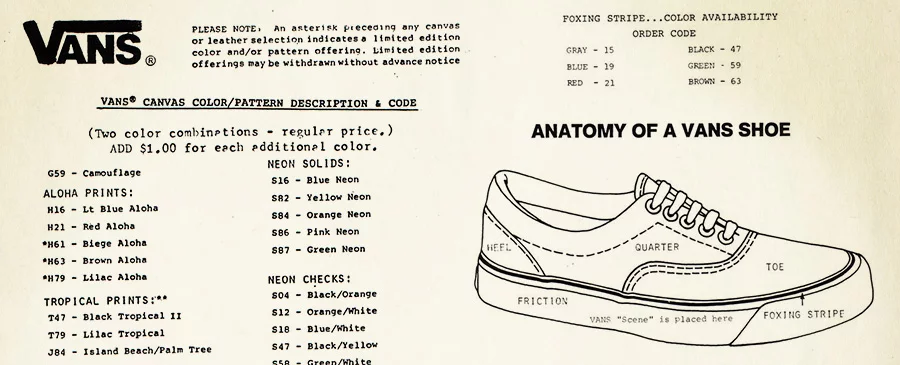 VANS®
PLEASE NOTE: An asterisk preceding any canvas
or leather selection indicates a limited edition
color and/or pattern offering. Limited edition
offerings may be withdrawn without advance notice
VANS® CANVAS COLOR/PATTERN DESCRIPTION & CODE
(Two color combinations - regular price.)
ADD $1.00 for each additional color.
G59 - Camouflage
ALOHA PRINTS:
H16 - Lt Blue Aloha
H21 - Red Aloha
*H61 - Biege Aloha
*H63 - Brown Aloha
*H79 - Lilac Aloha
TROPICAL PRINTS:**
T47 - Black Tropical II
T79 - Lilac Tropical
J84 - Island Beach/Palm Tree
NEON SOLIDS:
S16 - Blue Neon
S82 - Yellow Neon
S84 - Orange Neon
S86 - Pink Neon
S87 - Green Neon
NEON CHECKS:
S04 - Black/Orange
S12 - Orange/White
S18 - Blue/White
S47 - Black/Yellow
S58 - Green/White
FOXING STRIPE...COLOR AVAILABILITY
ORDER CODE
GRAY - 15 BLACK - 47
BLUE - 19 GREEN - 59
RED - 21 BROWN - 63
ANATOMY OF A VANS SHOE
HEEL
QUARTER
TOE
FRICTION
VANS "Scene" is placed here
FOXING STRIPE